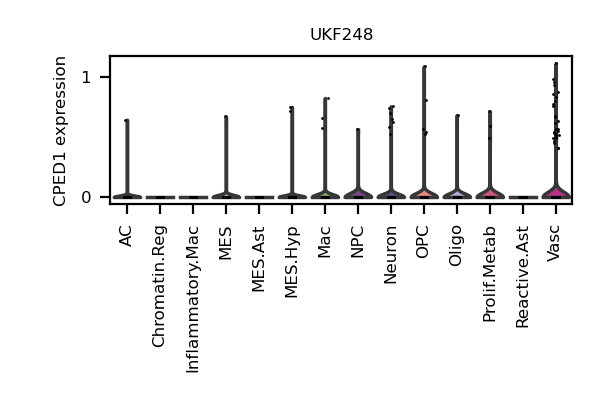 UKF248
CPED1 expression
1
0
AC
Chromatin.Reg
Inflammatory.Mac
MES
MES.Ast
MES.Hyp
Mac
NPC
Neuron
OPC
Oligo
Prolif.Metab
Reactive.Ast
Vasc